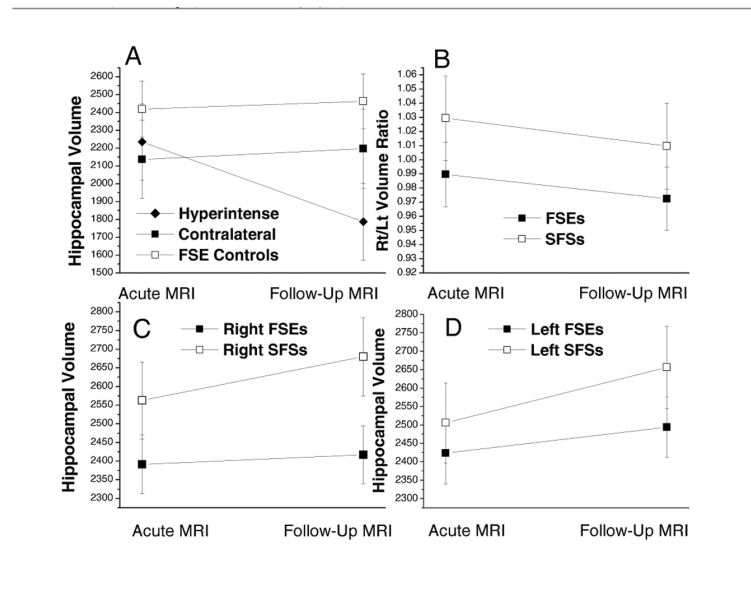 A
Hippocampal Volume
2600
2500
2400
2300
2200
2100
2000
1900
1800
1700
1600
1500
Hyperintense
Contralateral
FSE Controls
Acute MRI
Follow-Up MRI
B
Rt/Lt Volume Ratio
1.06
1.05
1.04
1.03
1.02
1.01
1.00
0.99
0.98
0.97
0.96
0.95
0.94
0.93
0.92
FSEs
SFSs
Acute MRI
Follow-Up MRI
C
Hippocampal Volume
2800
2750
2700
2650
2600
2550
2500
2450
2400
2350
2300
Right FSEs
Right SFSs
Acute MRI
Follow-Up MRI
D
Hippocampal Volume
2800
2750
2700
2650
2600
2550
2500
2450
2400
2350
2300
Left FSEs
Left SFSs
Acute MRI
Follow-Up MRI